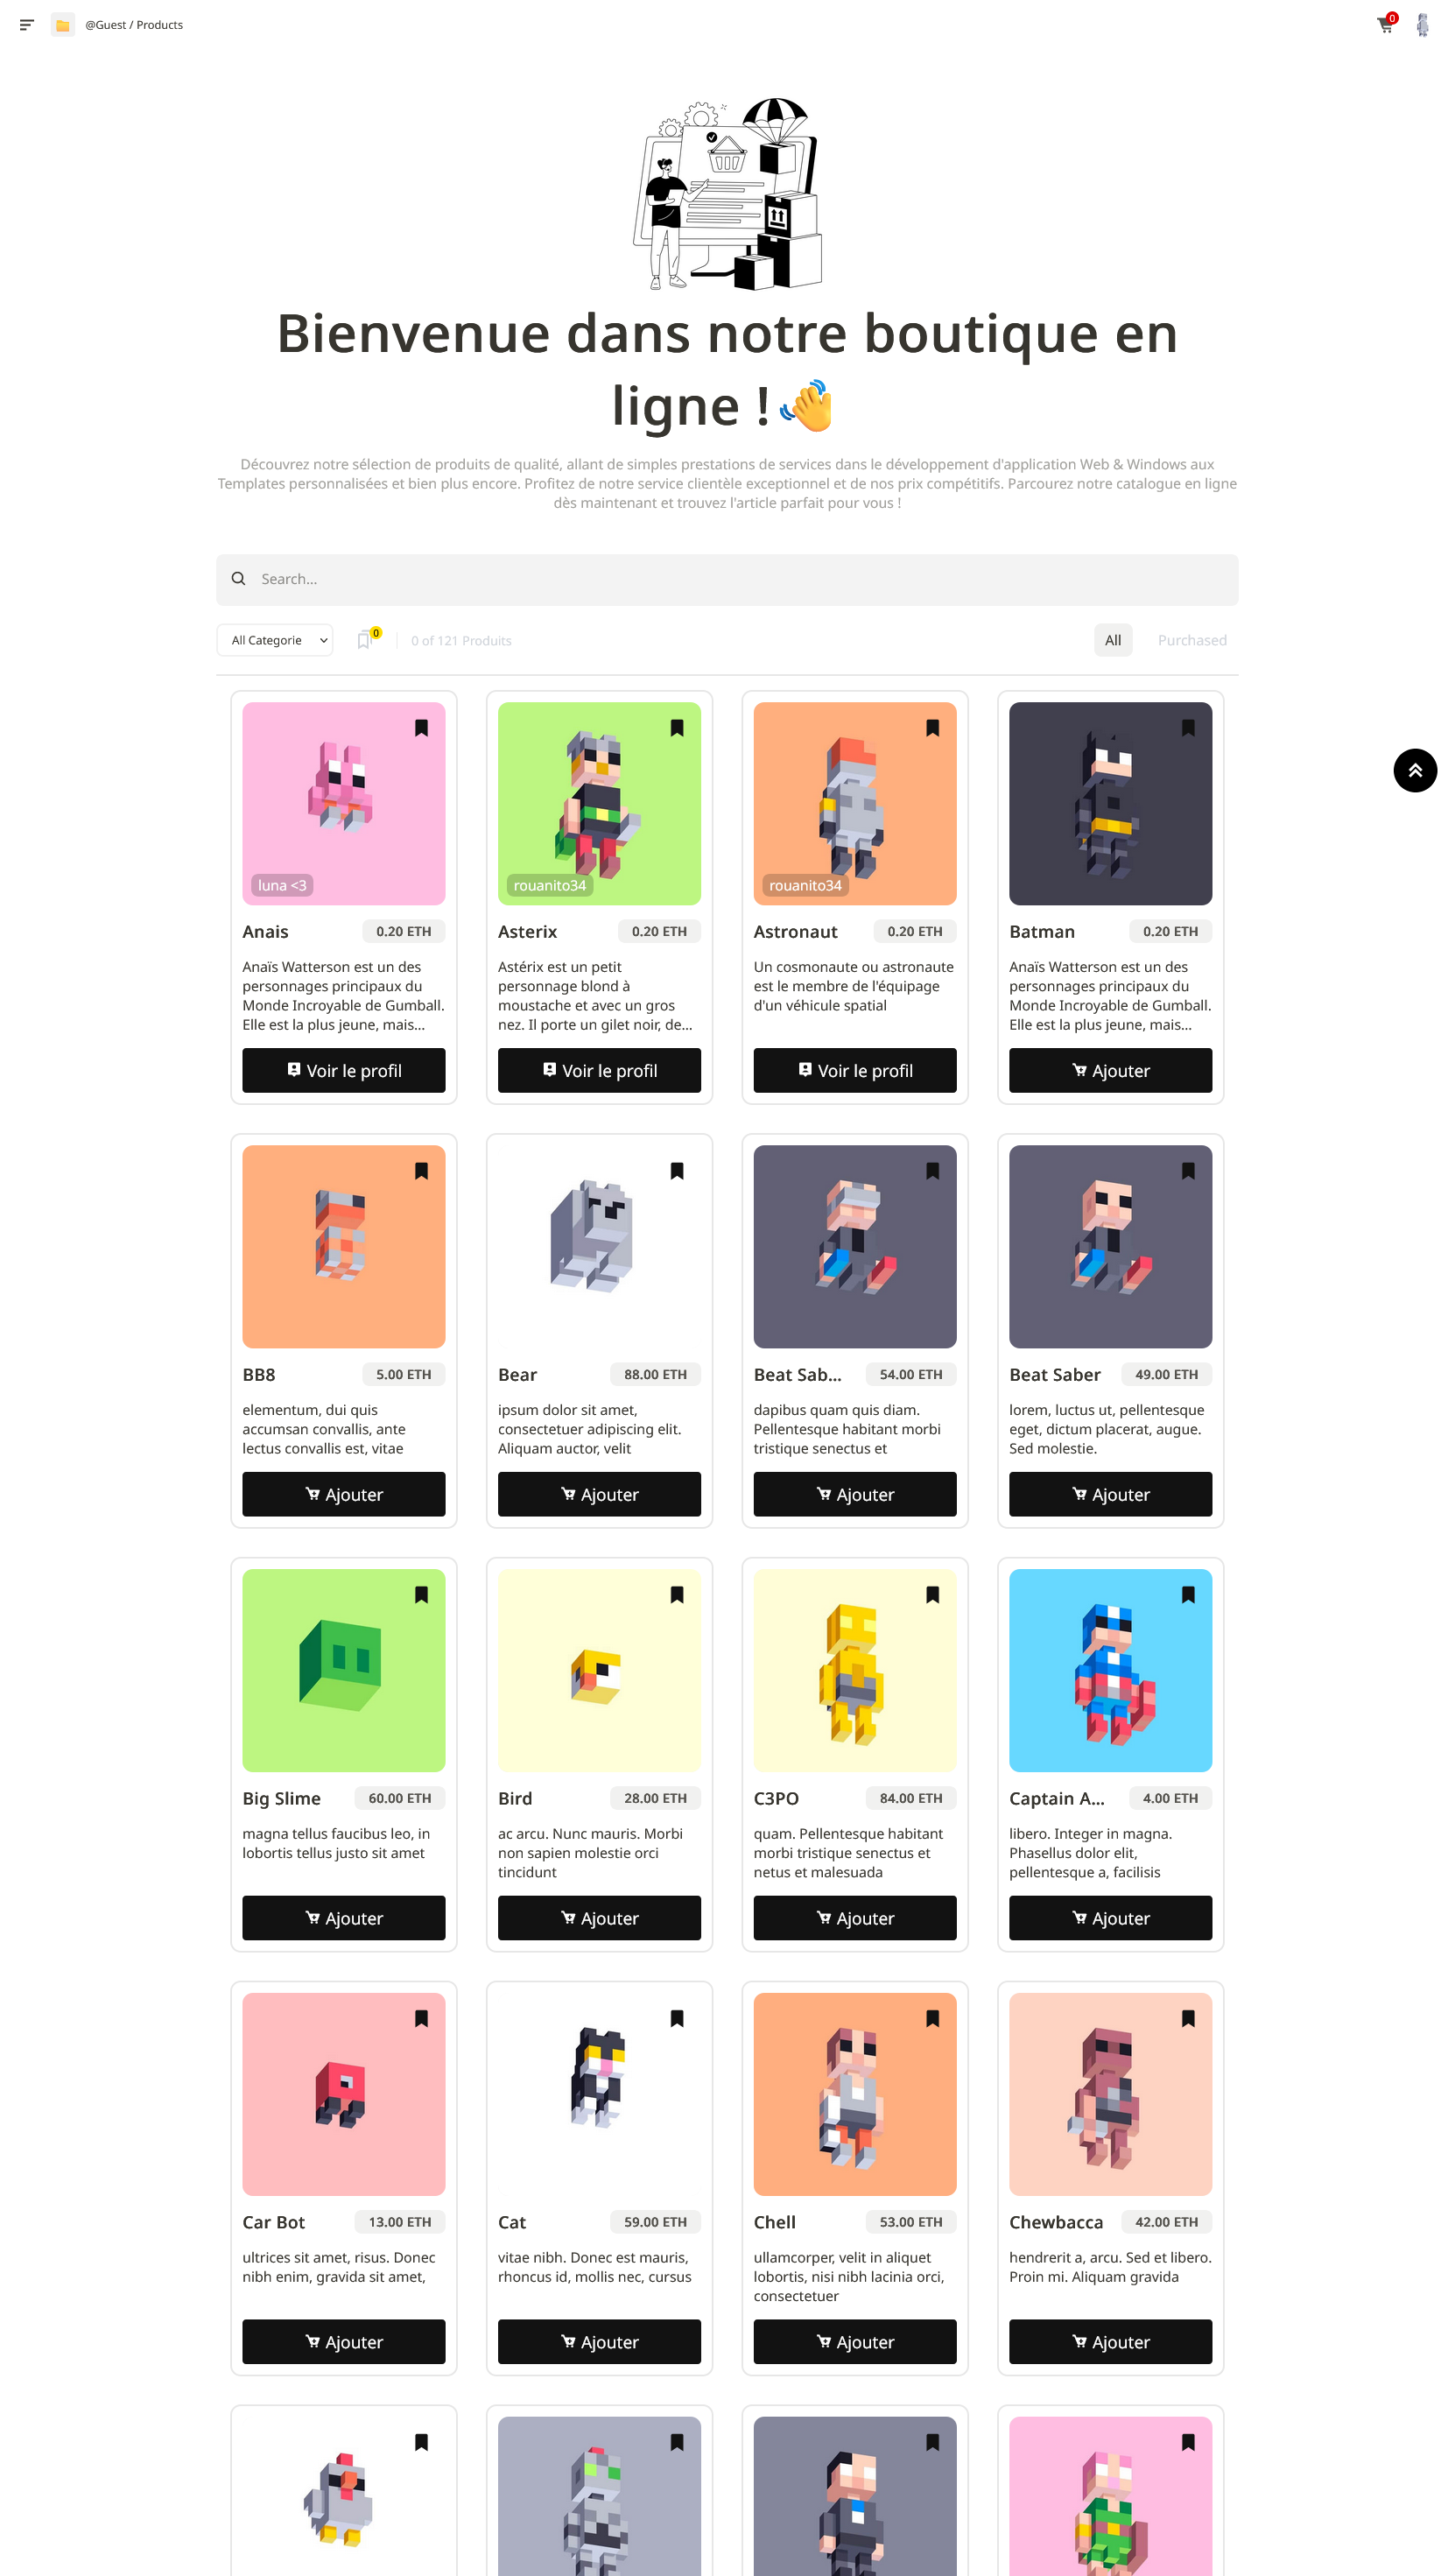 @Guest / Products
0
Bienvenue dans notre boutique en
ligne ! 👋
Découvrez notre sélection de produits de qualité, allant de simples prestations de services dans le développement d'application Web & Windows aux
Templates personnalisées et bien plus encore. Profitez de notre service clientèle exceptionnel et de nos prix compétitifs. Parcourez notre catalogue en ligne
dès maintenant et trouvez l'article parfait pour vous !
Search...
All Categorie
0
0 of 121 Produits
All
Purchased
luna <3
Anais
0.20 ETH
Anaïs Watterson est un des
personnages principaux du
Monde Incroyable de Gumball.
Elle est la plus jeune, mais...
Voir le profil
rouanito34
Asterix
0.20 ETH
Astérix est un petit
personnage blond à
moustache et avec un gros
nez. Il porte un gilet noir, de...
Voir le profil
rouanito34
Astronaut
0.20 ETH
Un cosmonaute ou astronaute
est le membre de l'équipage
d'un véhicule spatial
Voir le profil
Batman
0.20 ETH
Anaïs Watterson est un des
personnages principaux du
Monde Incroyable de Gumball.
Elle est la plus jeune, mais...
Ajouter
BB8
5.00 ETH
elementum, dui quis
accumsan convallis, ante
lectus convallis est, vitae
Ajouter
Bear
88.00 ETH
ipsum dolor sit amet,
consectetuer adipiscing elit.
Aliquam auctor, velit
Ajouter
Beat Sab...
54.00 ETH
dapibus quam quis diam.
Pellentesque habitant morbi
tristique senectus et
Ajouter
Beat Saber
49.00 ETH
lorem, luctus ut, pellentesque
eget, dictum placerat, augue.
Sed molestie.
Ajouter
Big Slime
60.00 ETH
magna tellus faucibus leo, in
lobortis tellus justo sit amet
Ajouter
Bird
28.00 ETH
ac arcu. Nunc mauris. Morbi
non sapien molestie orci
tincidunt
Ajouter
C3PO
84.00 ETH
quam. Pellentesque habitant
morbi tristique senectus et
netus et malesuada
Ajouter
Captain A...
4.00 ETH
libero. Integer in magna.
Phasellus dolor elit,
pellentesque a, facilisis
Ajouter
Car Bot
13.00 ETH
ultrices sit amet, risus. Donec
nibh enim, gravida sit amet,
Ajouter
Cat
59.00 ETH
vitae nibh. Donec est mauris,
rhoncus id, mollis nec, cursus
Ajouter
Chell
53.00 ETH
ullamcorper, velit in aliquet
lobortis, nisi nibh lacinia orci,
consectetuer
Ajouter
Chewbacca
42.00 ETH
hendrerit a, arcu. Sed et libero.
Proin mi. Aliquam gravida
Ajouter